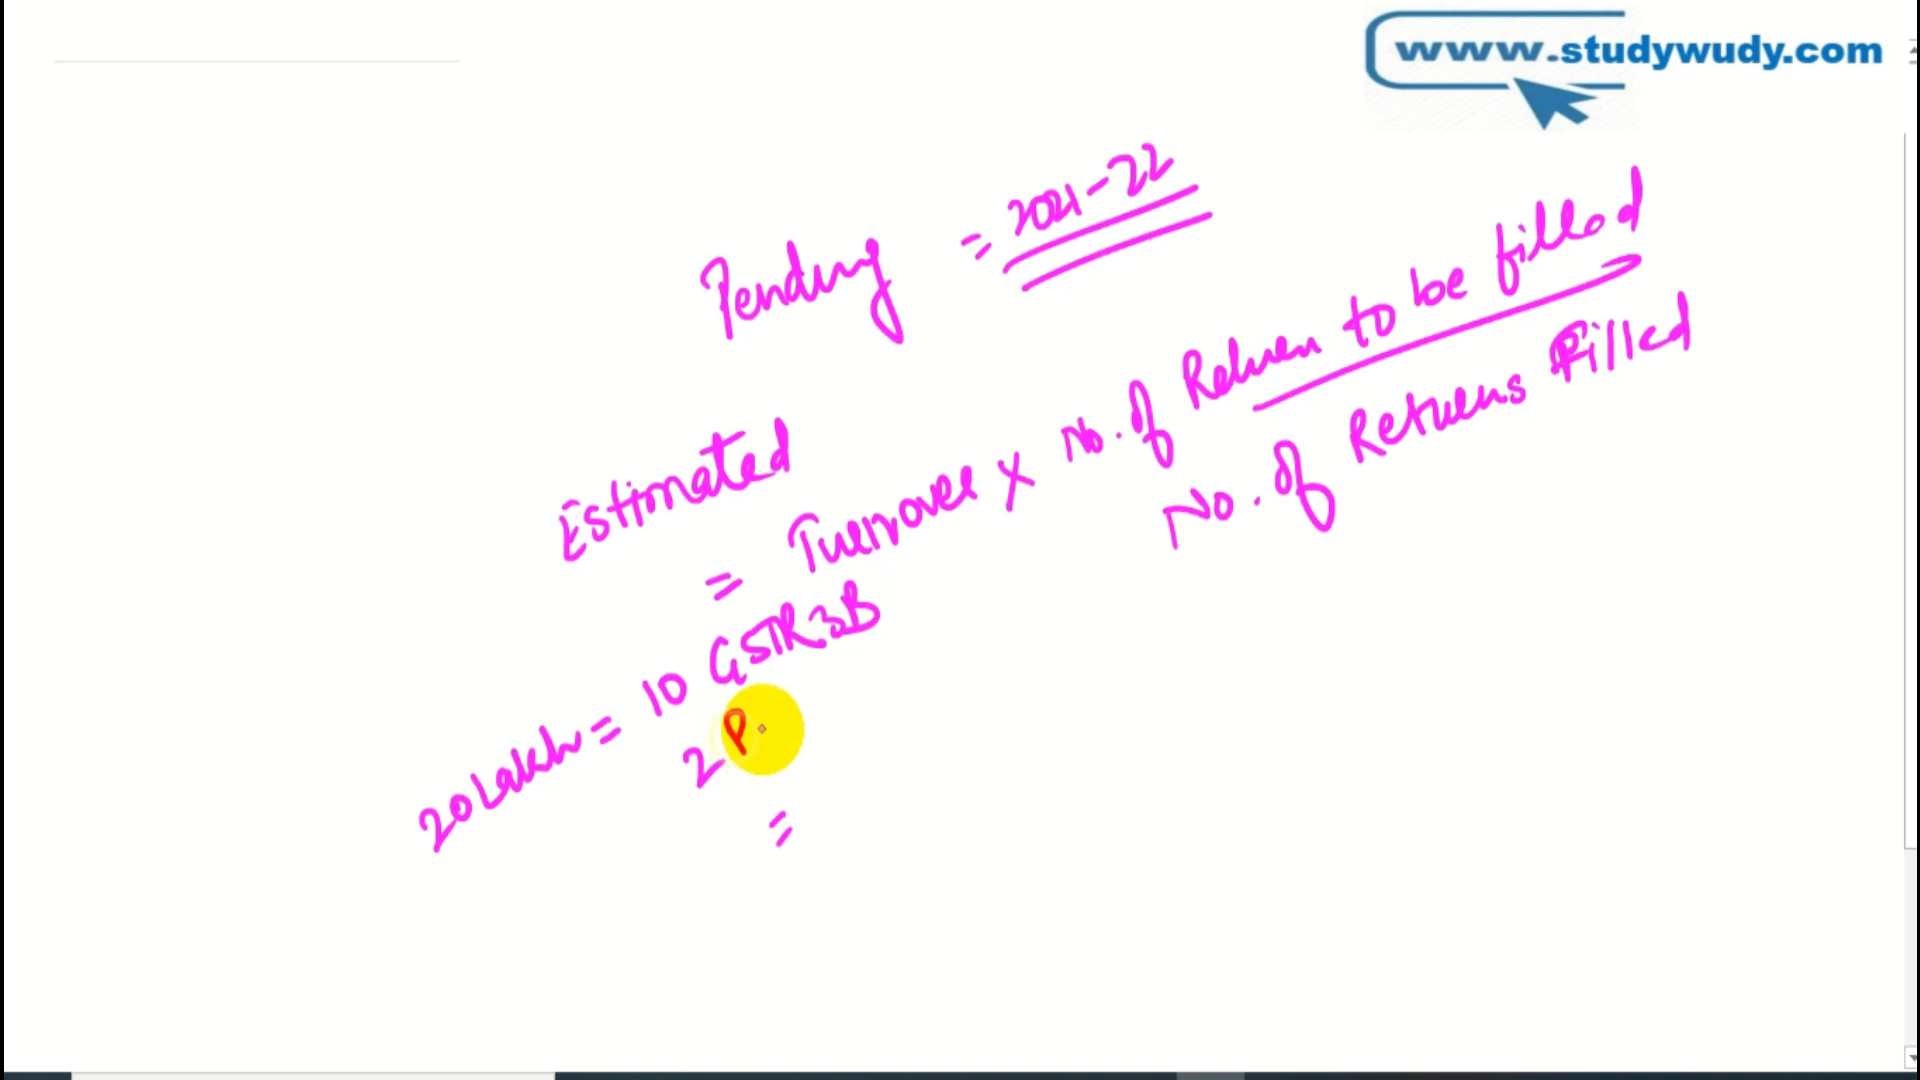 www.studywudy.com
Pending = 2021-22
Estimated
= Turnover X No. of Return to be filled
No. of Returns Filled
20 Lakh = 10 GSTR3B
2 P
=